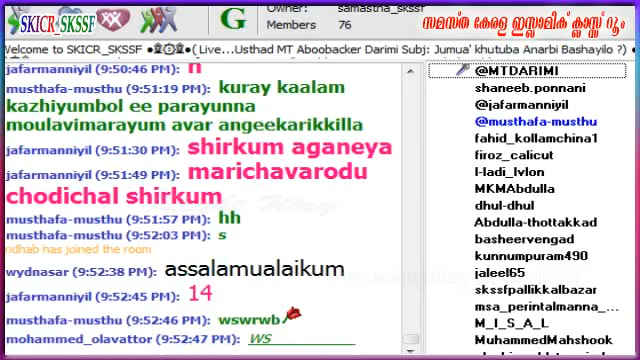 SKICR_SKSSF
G
Owner: samastha_skssf
Members 76
സമസ്ത കേരള ഇസ്ലാമിക് ക്ലാസ്സ് റൂം
Welcome to SKICR_SKSSF (Live...Usthad MT Aboobacker Darimi Subj: Jumua' khutuba Anarbi Bashayilo ?)
jafarmanniyil (9:50:46 PM): n
musthafa-musthu (9:51:19 PM): kuray kaalam
kazhiyumbol ee parayunna
moulavimarayum avar angeekarikkilla
jafarmanniyil (9:51:30 PM): shirkum aganeya
jafarmanniyil (9:51:49 PM): marichavarodu
chodichal shirkum
musthafa-musthu (9:51:57 PM): hh
musthafa-musthu (9:52:03 PM): s
ridhab has joined the room
wydnasar (9:52:38 PM): assalamualaikum
jafarmanniyil (9:52:45 PM): 14
musthafa-musthu (9:52:46 PM): wswrwb
mohammed_olavattor (9:52:47 PM): WS
@MTDARIMI
shaneeb.ponnani
@jafarmanniyil
@musthafa-musthu
fahid_kollamchina1
firoz_calicut
l-ladi_lvlon
MKMAbdulla
dhul-dhul
Abdulla-thottakkad
basheervengad
kunnumpuram490
jaleel65
skssfpallikkalbazar
msa_perintalmanna_...
M_I_S_A_L
MuhammedMahshook